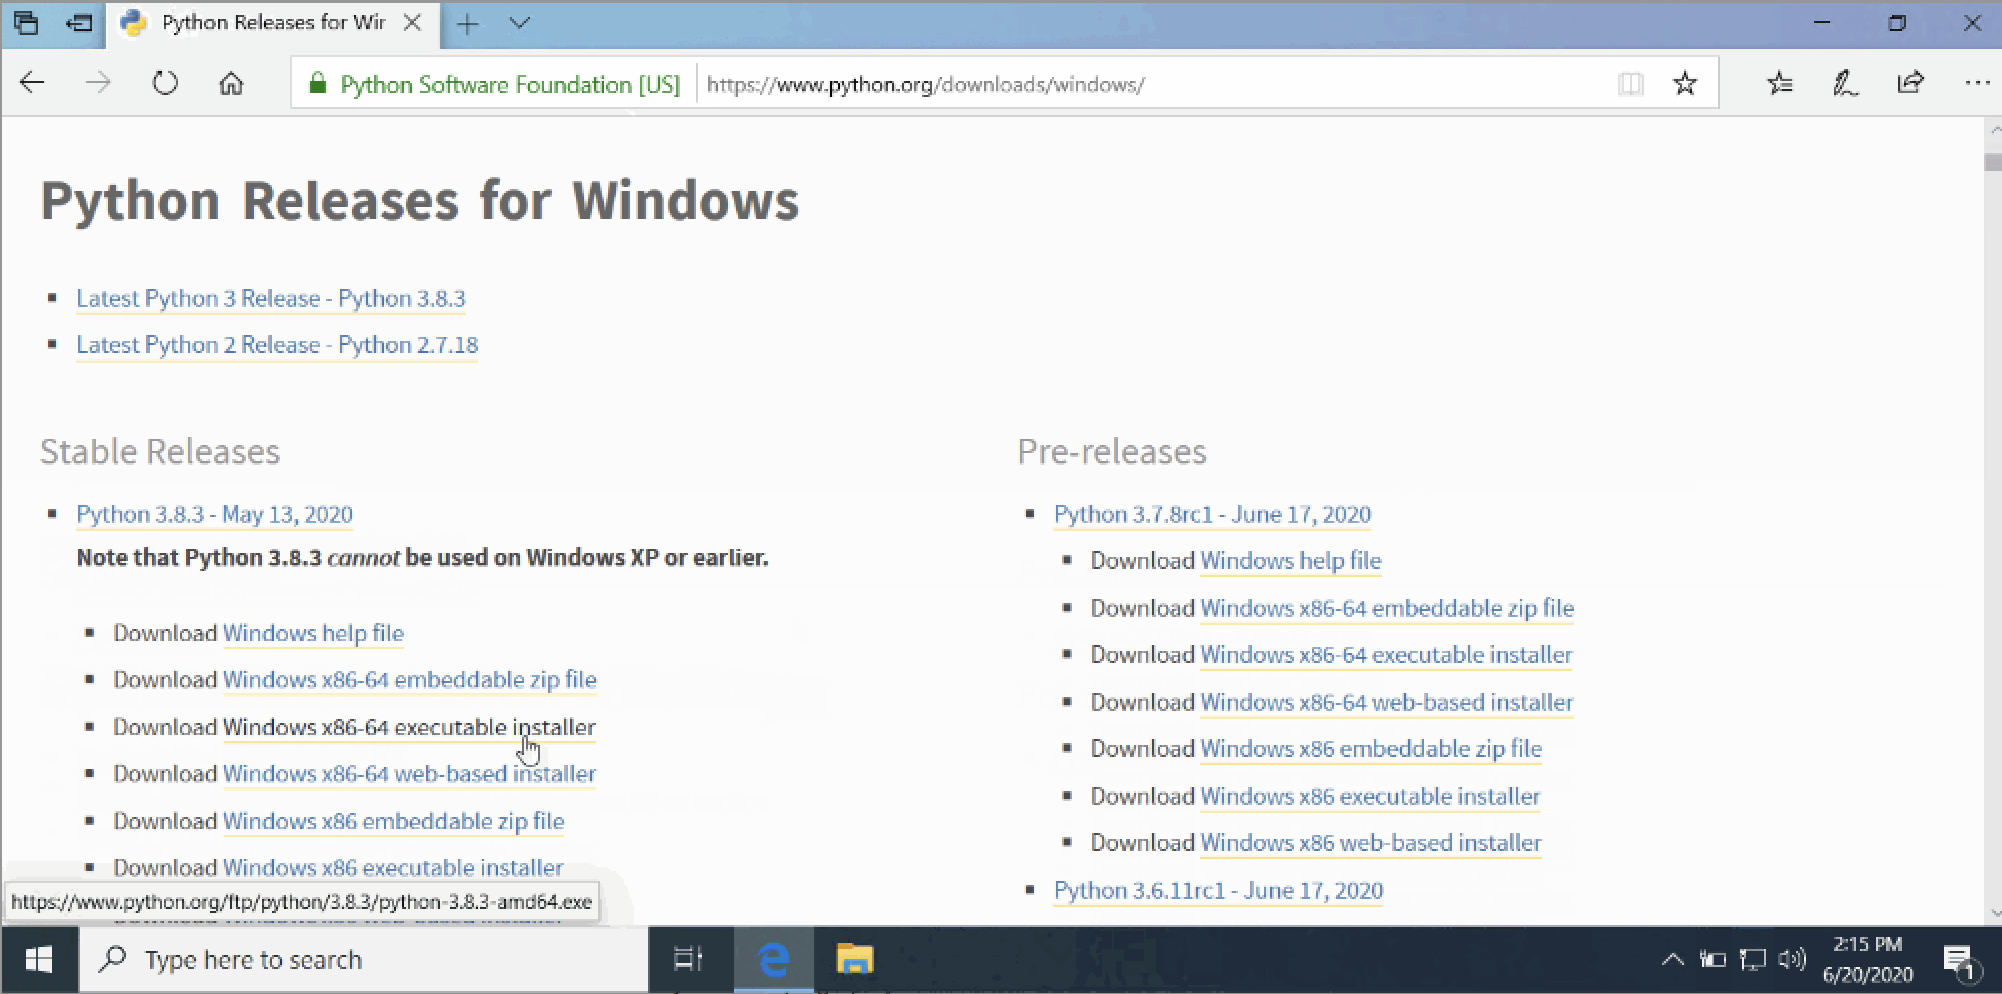 Python Releases for Wir
Python Software Foundation [US] https://www.python.org/downloads/windows/
Python Releases for Windows
Latest Python 3 Release - Python 3.8.3
Latest Python 2 Release - Python 2.7.18
Stable Releases
Python 3.8.3 - May 13, 2020
Note that Python 3.8.3 cannot be used on Windows XP or earlier.
Download Windows help file
Download Windows x86-64 embeddable zip file
Download Windows x86-64 executable installer
Download Windows x86-64 web-based installer
Download Windows x86 embeddable zip file
Download Windows x86 executable installer
https://www.python.org/ftp/python/3.8.3/python-3.8.3-amd64.exe
Pre-releases
Python 3.7.8rc1 - June 17, 2020
Download Windows help file
Download Windows x86-64 embeddable zip file
Download Windows x86-64 executable installer
Download Windows x86-64 web-based installer
Download Windows x86 embeddable zip file
Download Windows x86 executable installer
Download Windows x86 web-based installer
Python 3.6.11rc1 - June 17, 2020
Type here to search
2:15 PM
6/20/2020
1